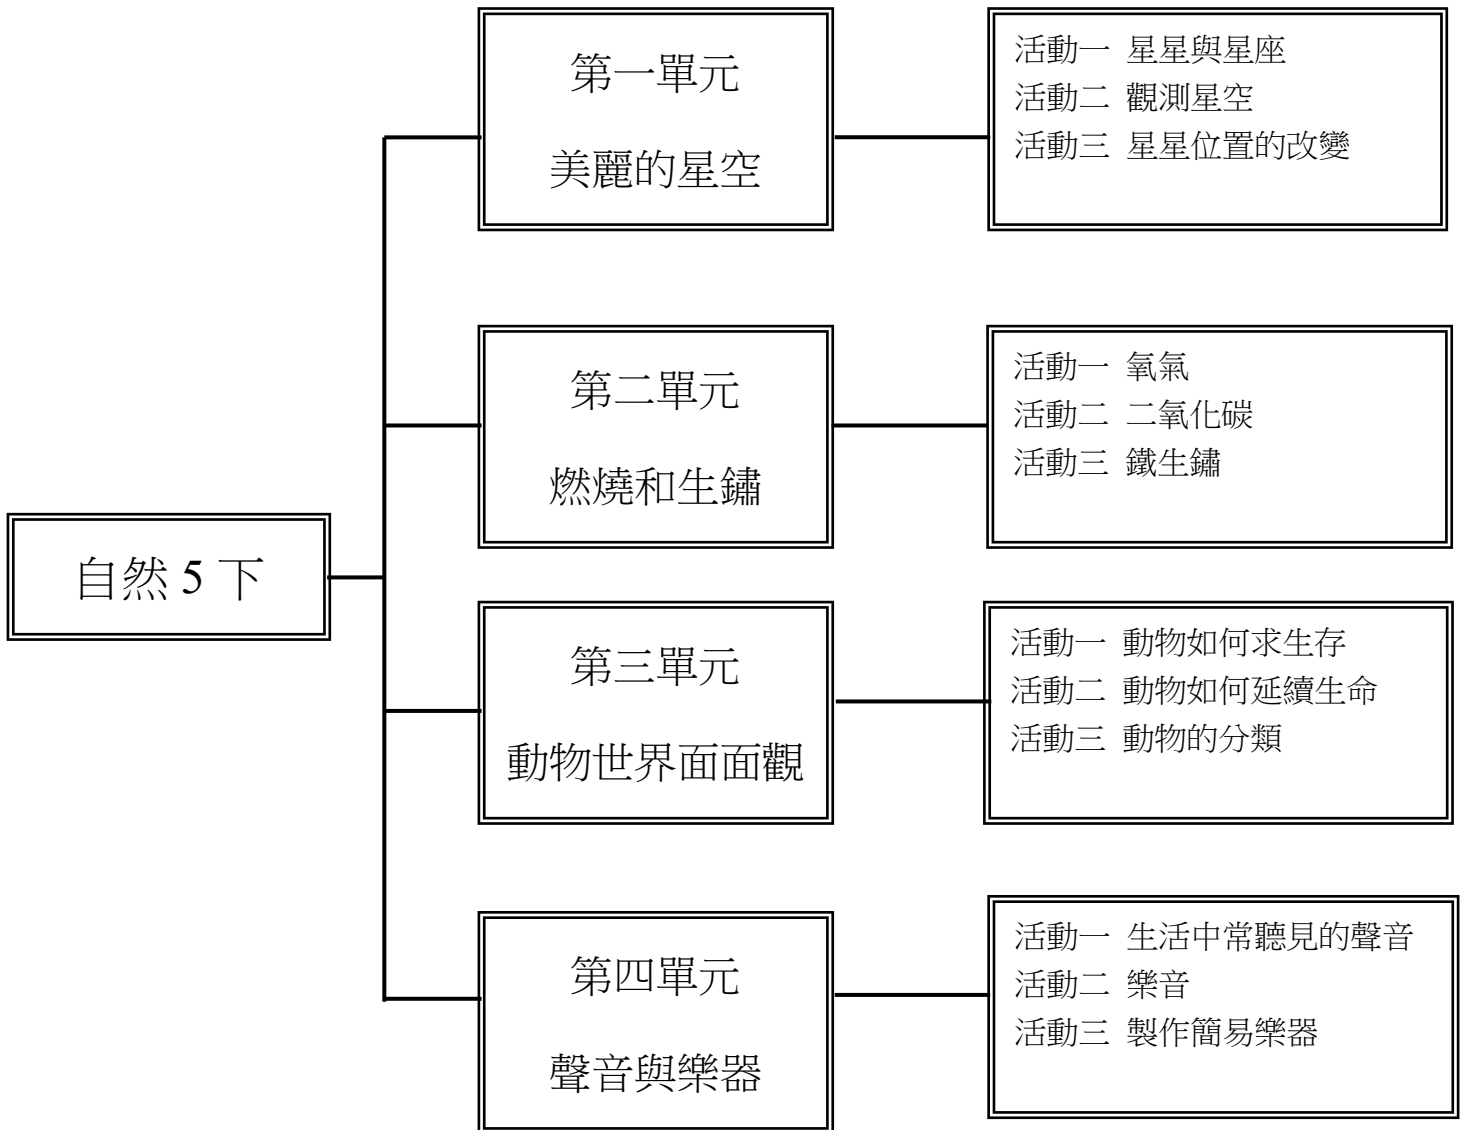 自然 5 下
第一單元
美麗的星空
活動一 星星與星座
活動二 觀測星空
活動三 星星位置的改變
第二單元
燃燒和生鏽
活動一 氧氣
活動二 二氧化碳
活動三 鐵生鏽
第三單元
動物世界面面觀
活動一 動物如何求生存
活動二 動物如何延續生命
活動三 動物的分類
第四單元
聲音與樂器
活動一 生活中常聽見的聲音
活動二 樂音
活動三 製作簡易樂器